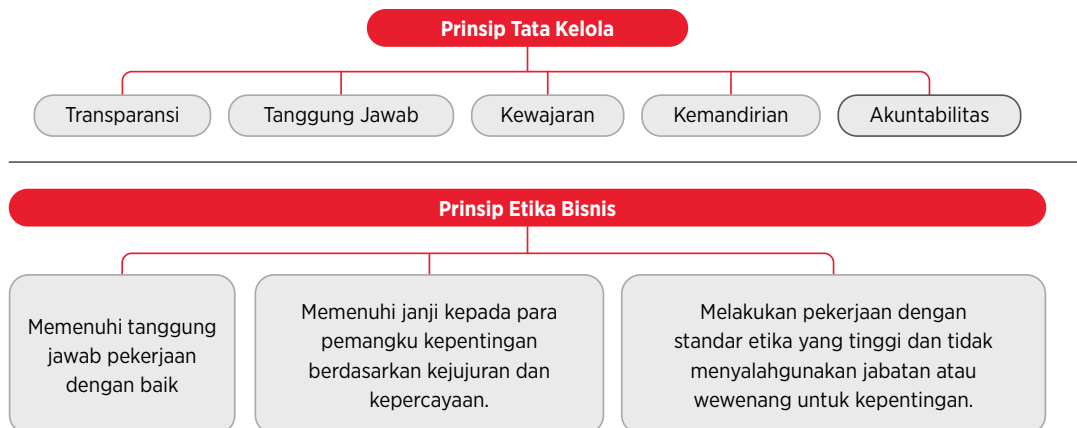 Prinsip Tata Kelola
Transparansi
Tanggung Jawab
Kewajaran
Kemandirian
Akuntabilitas
Prinsip Etika Bisnis
Memenuhi tanggung
jawab pekerjaan
dengan baik
Memenuhi janji kepada para
pemangku kepentingan
berdasarkan kejujuran dan
kepercayaan.
Melakukan pekerjaan dengan
standar etika yang tinggi dan tidak
menyalahgunakan jabatan atau
wewenang untuk kepentingan.